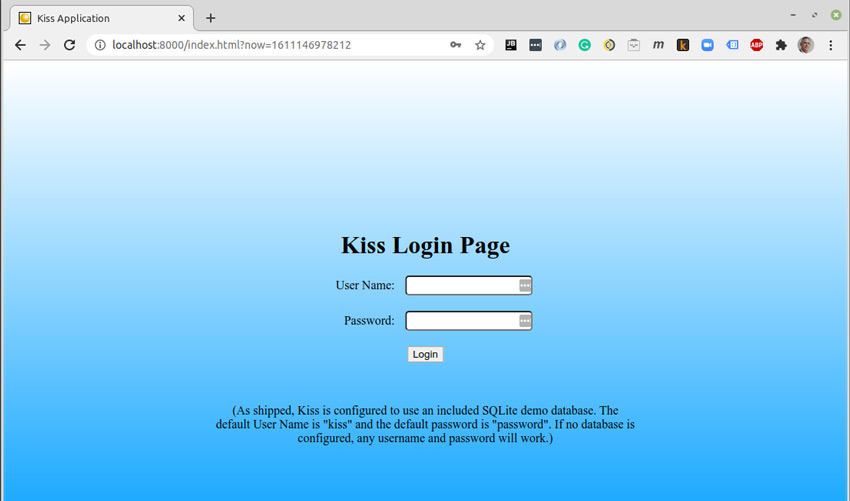 Kiss Application
localhost:8000/index.html?now=1611146978212
JB
m
k
ABP
Kiss Login Page
User Name:
Password:
Login
(As shipped, Kiss is configured to use an included SQLite demo database. The
default User Name is "kiss" and the default password is "password". If no database is
configured, any username and password will work.)